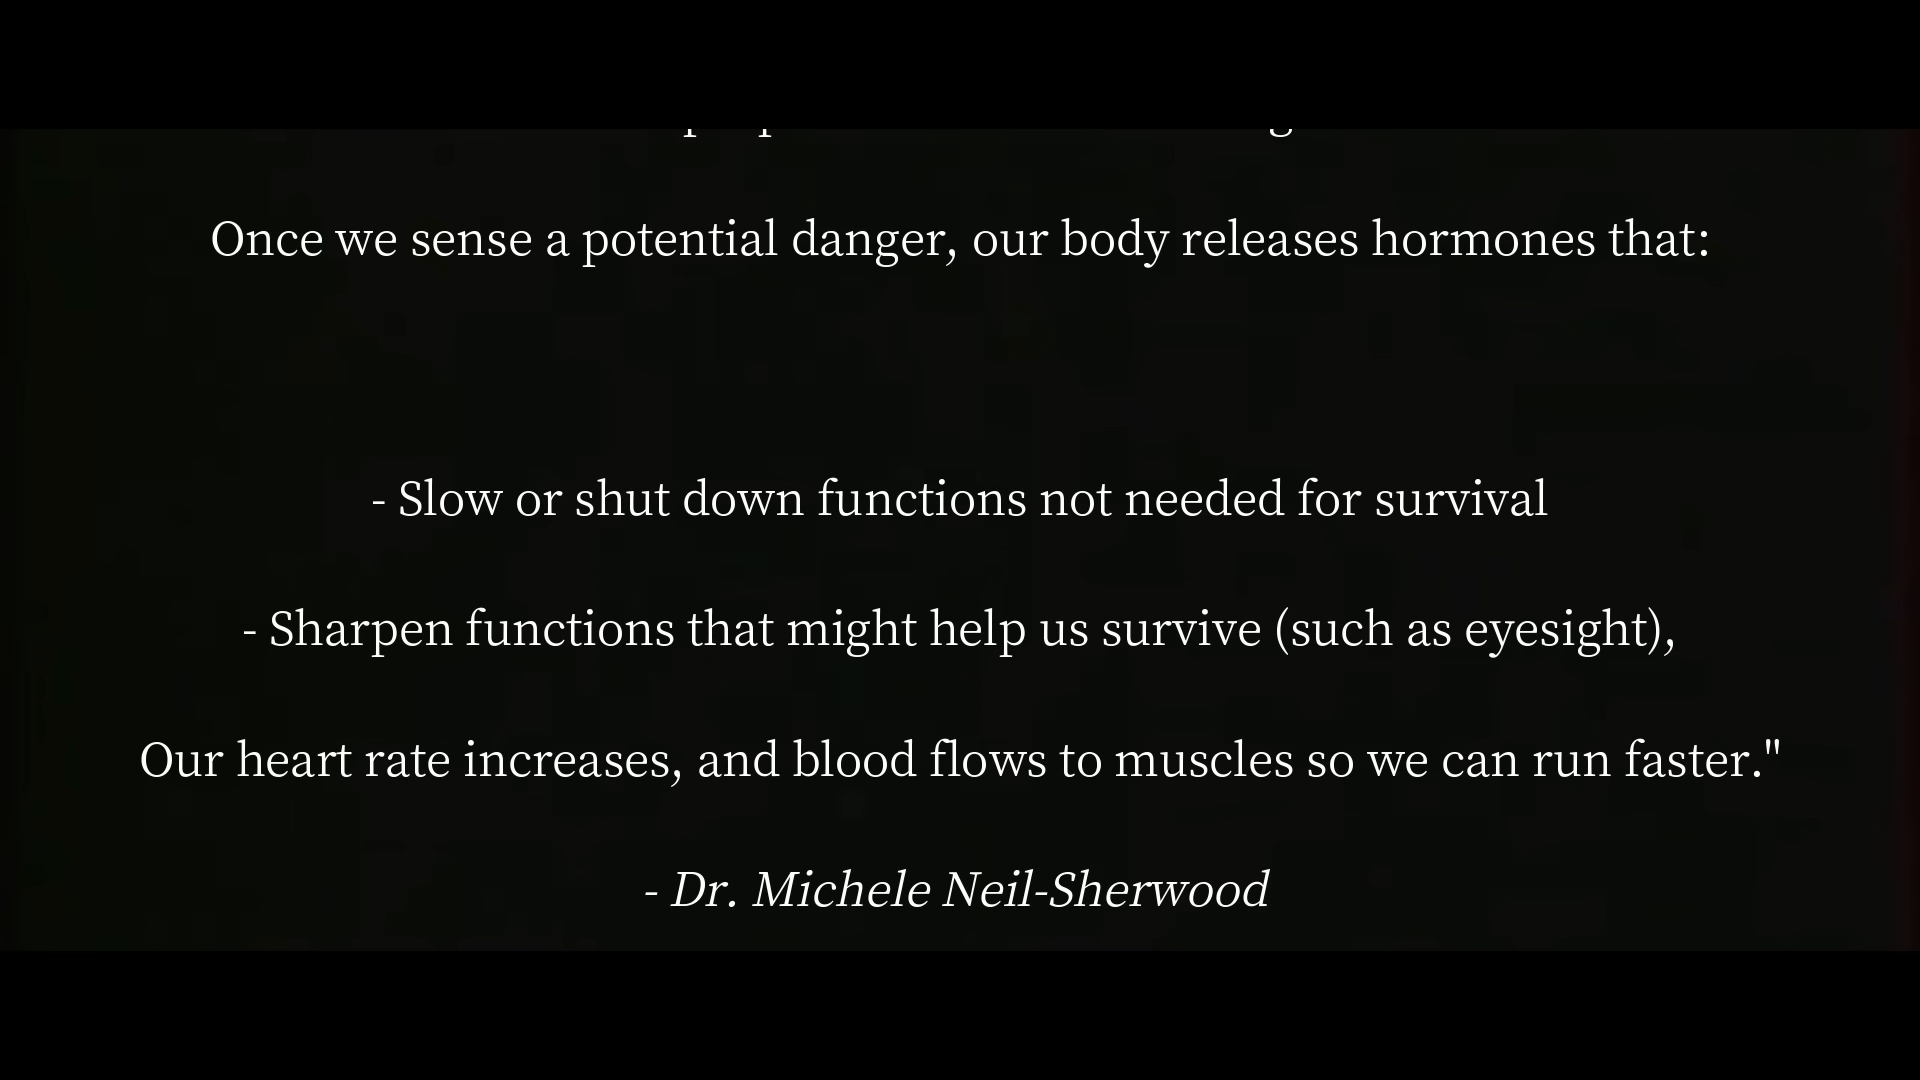 Once we sense a potential danger, our body releases hormones that:
- Slow or shut down functions not needed for survival
- Sharpen functions that might help us survive (such as eyesight),
Our heart rate increases, and blood flows to muscles so we can run faster."
- Dr. Michele Neil-Sherwood